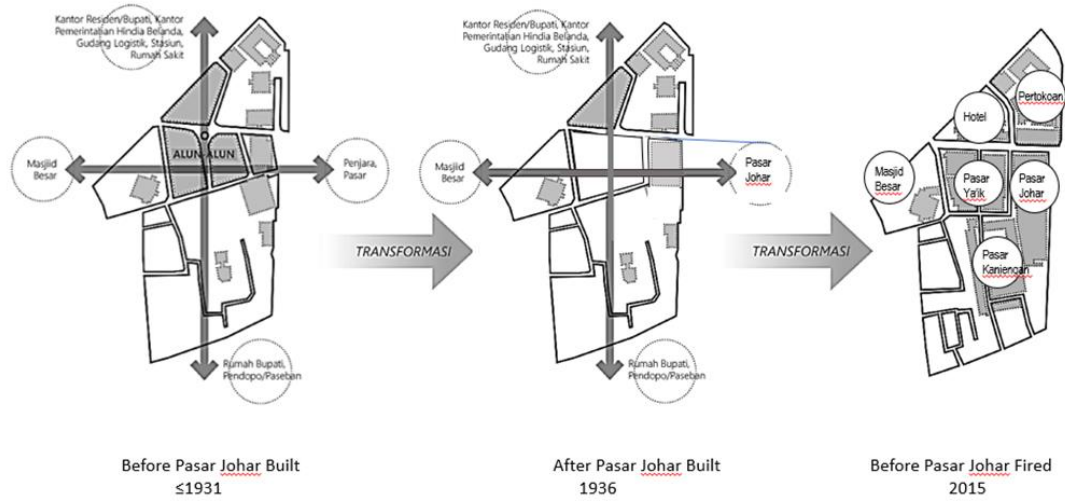 Kantor Residen/Bupati, Kantor
Pemerintahan Hindia Belanda,
Gudang Logistik, Stasiun,
Rumah Sakit
Masjid
Besar
ALUN-ALUN
Penjara,
Pasar
Rumah Bupati,
Pendopo/Paseban
TRANSFORMASI
Kantor Residen/Bupati, Kantor
Pemerintahan Hindia Belanda,
Gudang Logistik, Stasiun,
Rumah Sakit
Masjid
Besar
Pasar
Johar
Rumah Bupati,
Pendopo/Paseban
TRANSFORMASI
Pertokoan
Hotel
Masjid
Besar
Pasar
Ya'ik
Pasar
Johar
Pasar
Kaniengan
Before Pasar Johar Built
≤1931
After Pasar Johar Built
1936
Before Pasar Johar Fired
2015